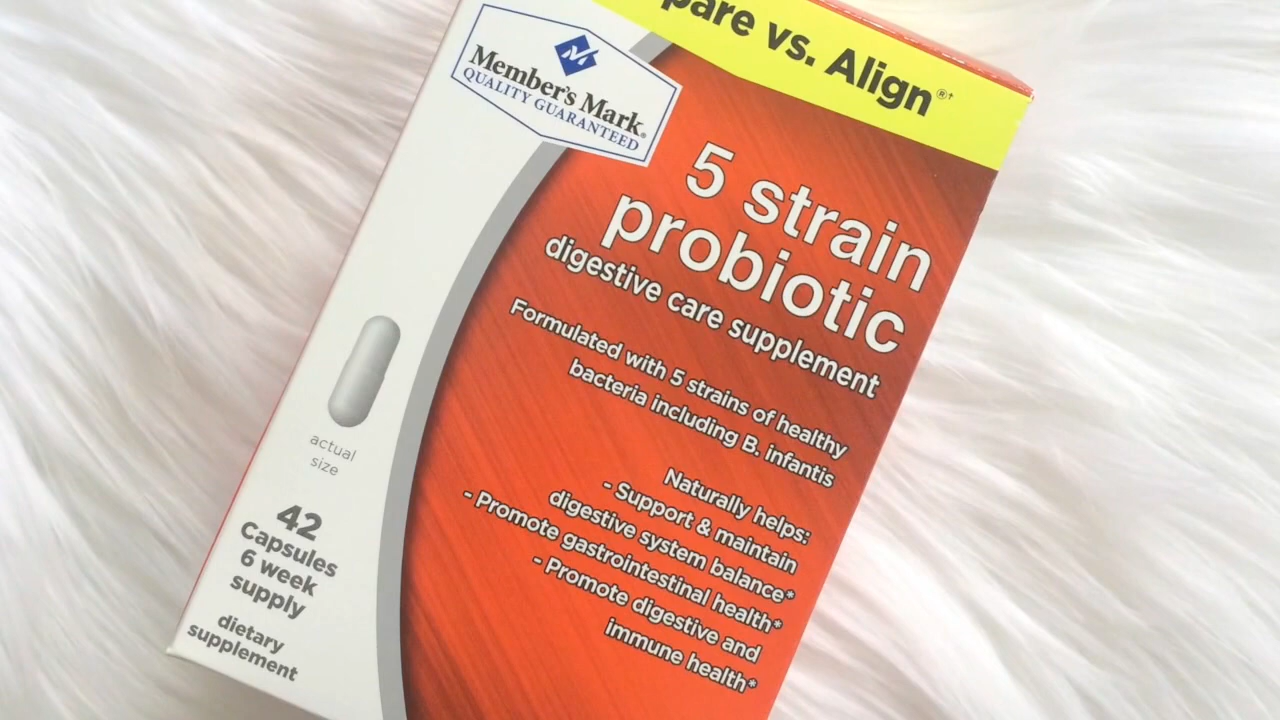 pare vs. Align®†
Member's Mark®
QUALITY GUARANTEED
5 strain
probiotic
digestive care supplement
Formulated with 5 strains of healthy
bacteria including B. infantis
Naturally helps:
- Support & maintain
digestive system balance*
- Promote gastrointestinal health*
- Promote digestive and
immune health*
actual
size
42
Capsules
6 week
supply
dietary
supplement